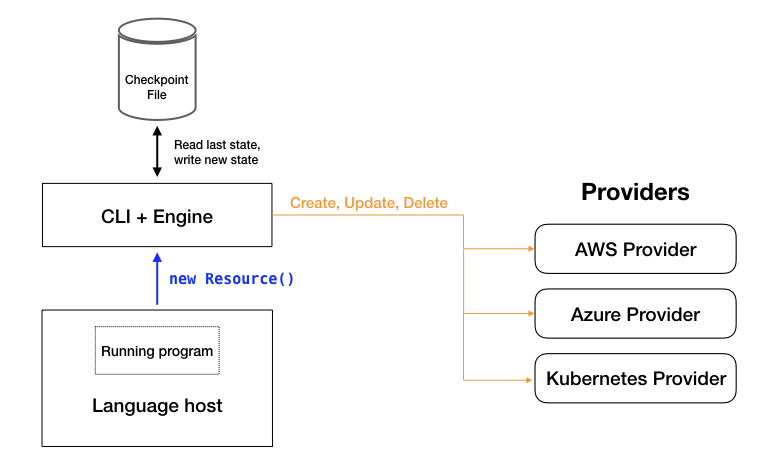 Checkpoint
File
Read last state,
write new state
CLI + Engine
Create, Update, Delete
Providers
AWS Provider
Azure Provider
Kubernetes Provider
new Resource()
Running program
Language host